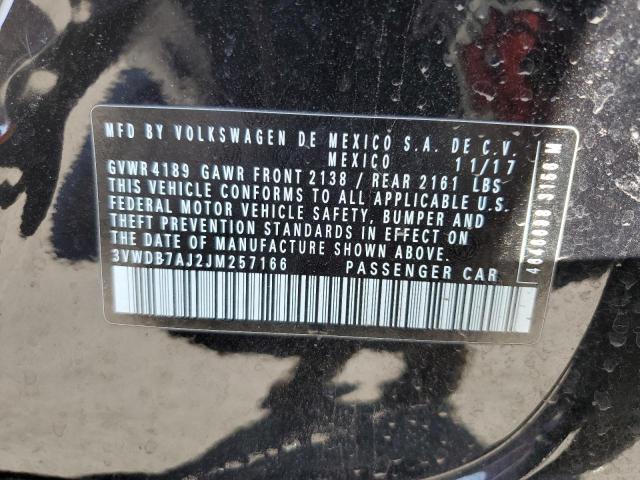 MFD BY VOLKSWAGEN DE MEXICO S.A. DE C.V.
MEXICO 11/17
GVWR4189 GAWR FRONT 2138 / REAR 2161 LBS
THIS VEHICLE CONFORMS TO ALL APPLICABLE U.S.
FEDERAL MOTOR VEHICLE SAFETY, BUMPER AND
THEFT PREVENTION STANDARDS IN EFFECT ON THE
DATE OF MANUFACTURE SHOWN ABOVE.
3VWDB7AJ2JM257166 PASSENGER CAR